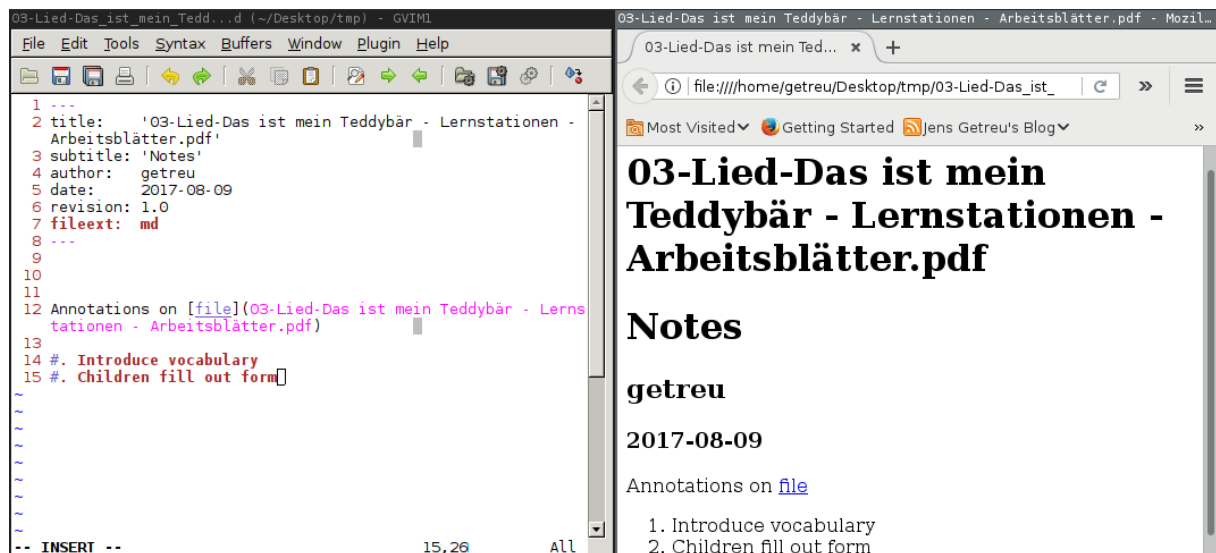 03-Lied-Das_ist_mein_Tedd...d (~/Desktop/tmp) - GVIM1
File Edit Tools Syntax Buffers Window Plugin Help
1 ---
2 title:    '03-Lied-Das ist mein Teddybär - Lernstationen -
Arbeitsblätter.pdf'
3 subtitle: 'Notes'
4 author:   getreu
5 date:     2017-08-09
6 revision: 1.0
7 fileext:  md
8 ---
9
10
11
12 Annotations on [file](03-Lied-Das ist mein Teddybär - Lerns
tationen - Arbeitsblätter.pdf)
13
14 #. Introduce vocabulary
15 #. Children fill out form
~
~
~
~
~
~
~
~
-- INSERT -- 15,26 All
03-Lied-Das ist mein Teddybär - Lernstationen - Arbeitsblätter.pdf - Mozil…
03-Lied-Das ist mein Ted… × +
file:///home/getreu/Desktop/tmp/03-Lied-Das_ist_
Most Visited Getting Started Jens Getreu's Blog »
03-Lied-Das ist mein
Teddybär - Lernstationen -
Arbeitsblätter.pdf
Notes
getreu
2017-08-09
Annotations on file
1. Introduce vocabulary
2. Children fill out form